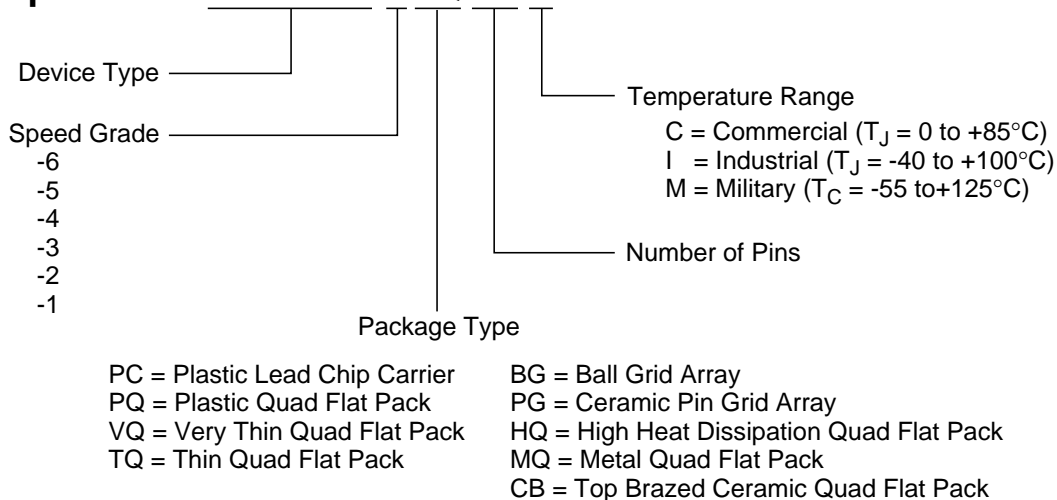 Device Type
Speed Grade
-6
-5
-4
-3
-2
-1
Temperature Range
C = Commercial (TJ = 0 to +85°C)
I = Industrial (TJ = -40 to +100°C)
M = Military (TC = -55 to+125°C)
Number of Pins
Package Type
PC = Plastic Lead Chip Carrier
PQ = Plastic Quad Flat Pack
VQ = Very Thin Quad Flat Pack
TQ = Thin Quad Flat Pack
BG = Ball Grid Array
PG = Ceramic Pin Grid Array
HQ = High Heat Dissipation Quad Flat Pack
MQ = Metal Quad Flat Pack
CB = Top Brazed Ceramic Quad Flat Pack